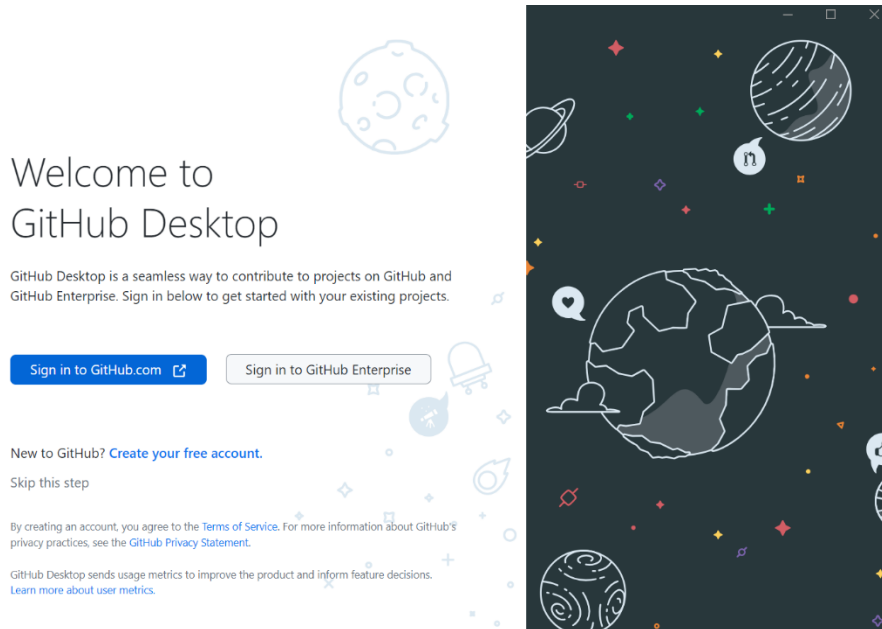 Welcome to
GitHub Desktop
GitHub Desktop is a seamless way to contribute to projects on GitHub and
GitHub Enterprise. Sign in below to get started with your existing projects.
Sign in to GitHub.com
Sign in to GitHub Enterprise
New to GitHub? Create your free account.
Skip this step
By creating an account, you agree to the Terms of Service. For more information about GitHub's
privacy practices, see the GitHub Privacy Statement.
GitHub Desktop sends usage metrics to improve the product and inform feature decisions.
Learn more about user metrics.